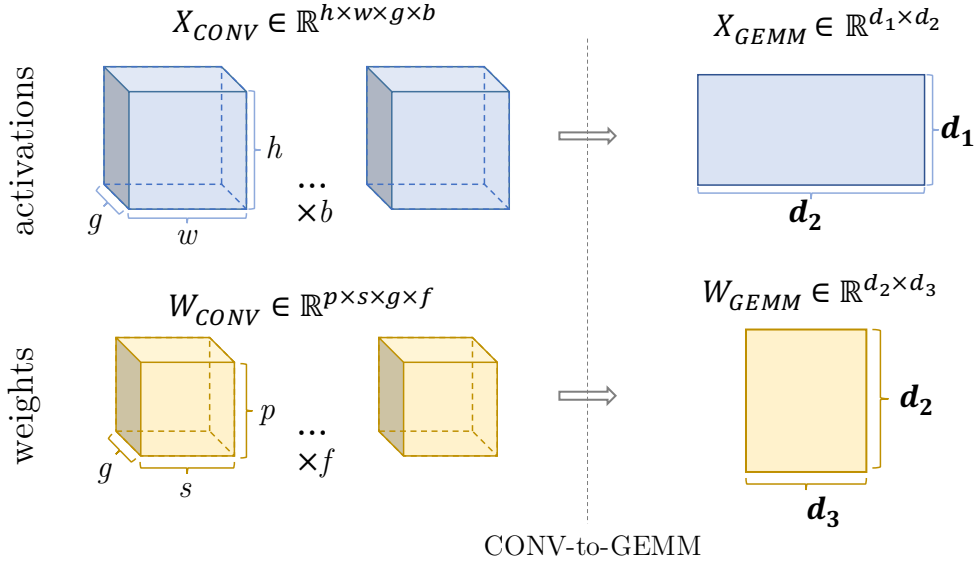 X_CONV ∈ ℝ^{h×w×g×b}
X_GEMM ∈ ℝ^{d₁×d₂}
activations
h
g
w
...
×b
d₁
d₂
W_CONV ∈ ℝ^{p×s×g×f}
W_GEMM ∈ ℝ^{d₂×d₃}
weights
p
g
s
...
×f
d₂
d₃
CONV-to-GEMM